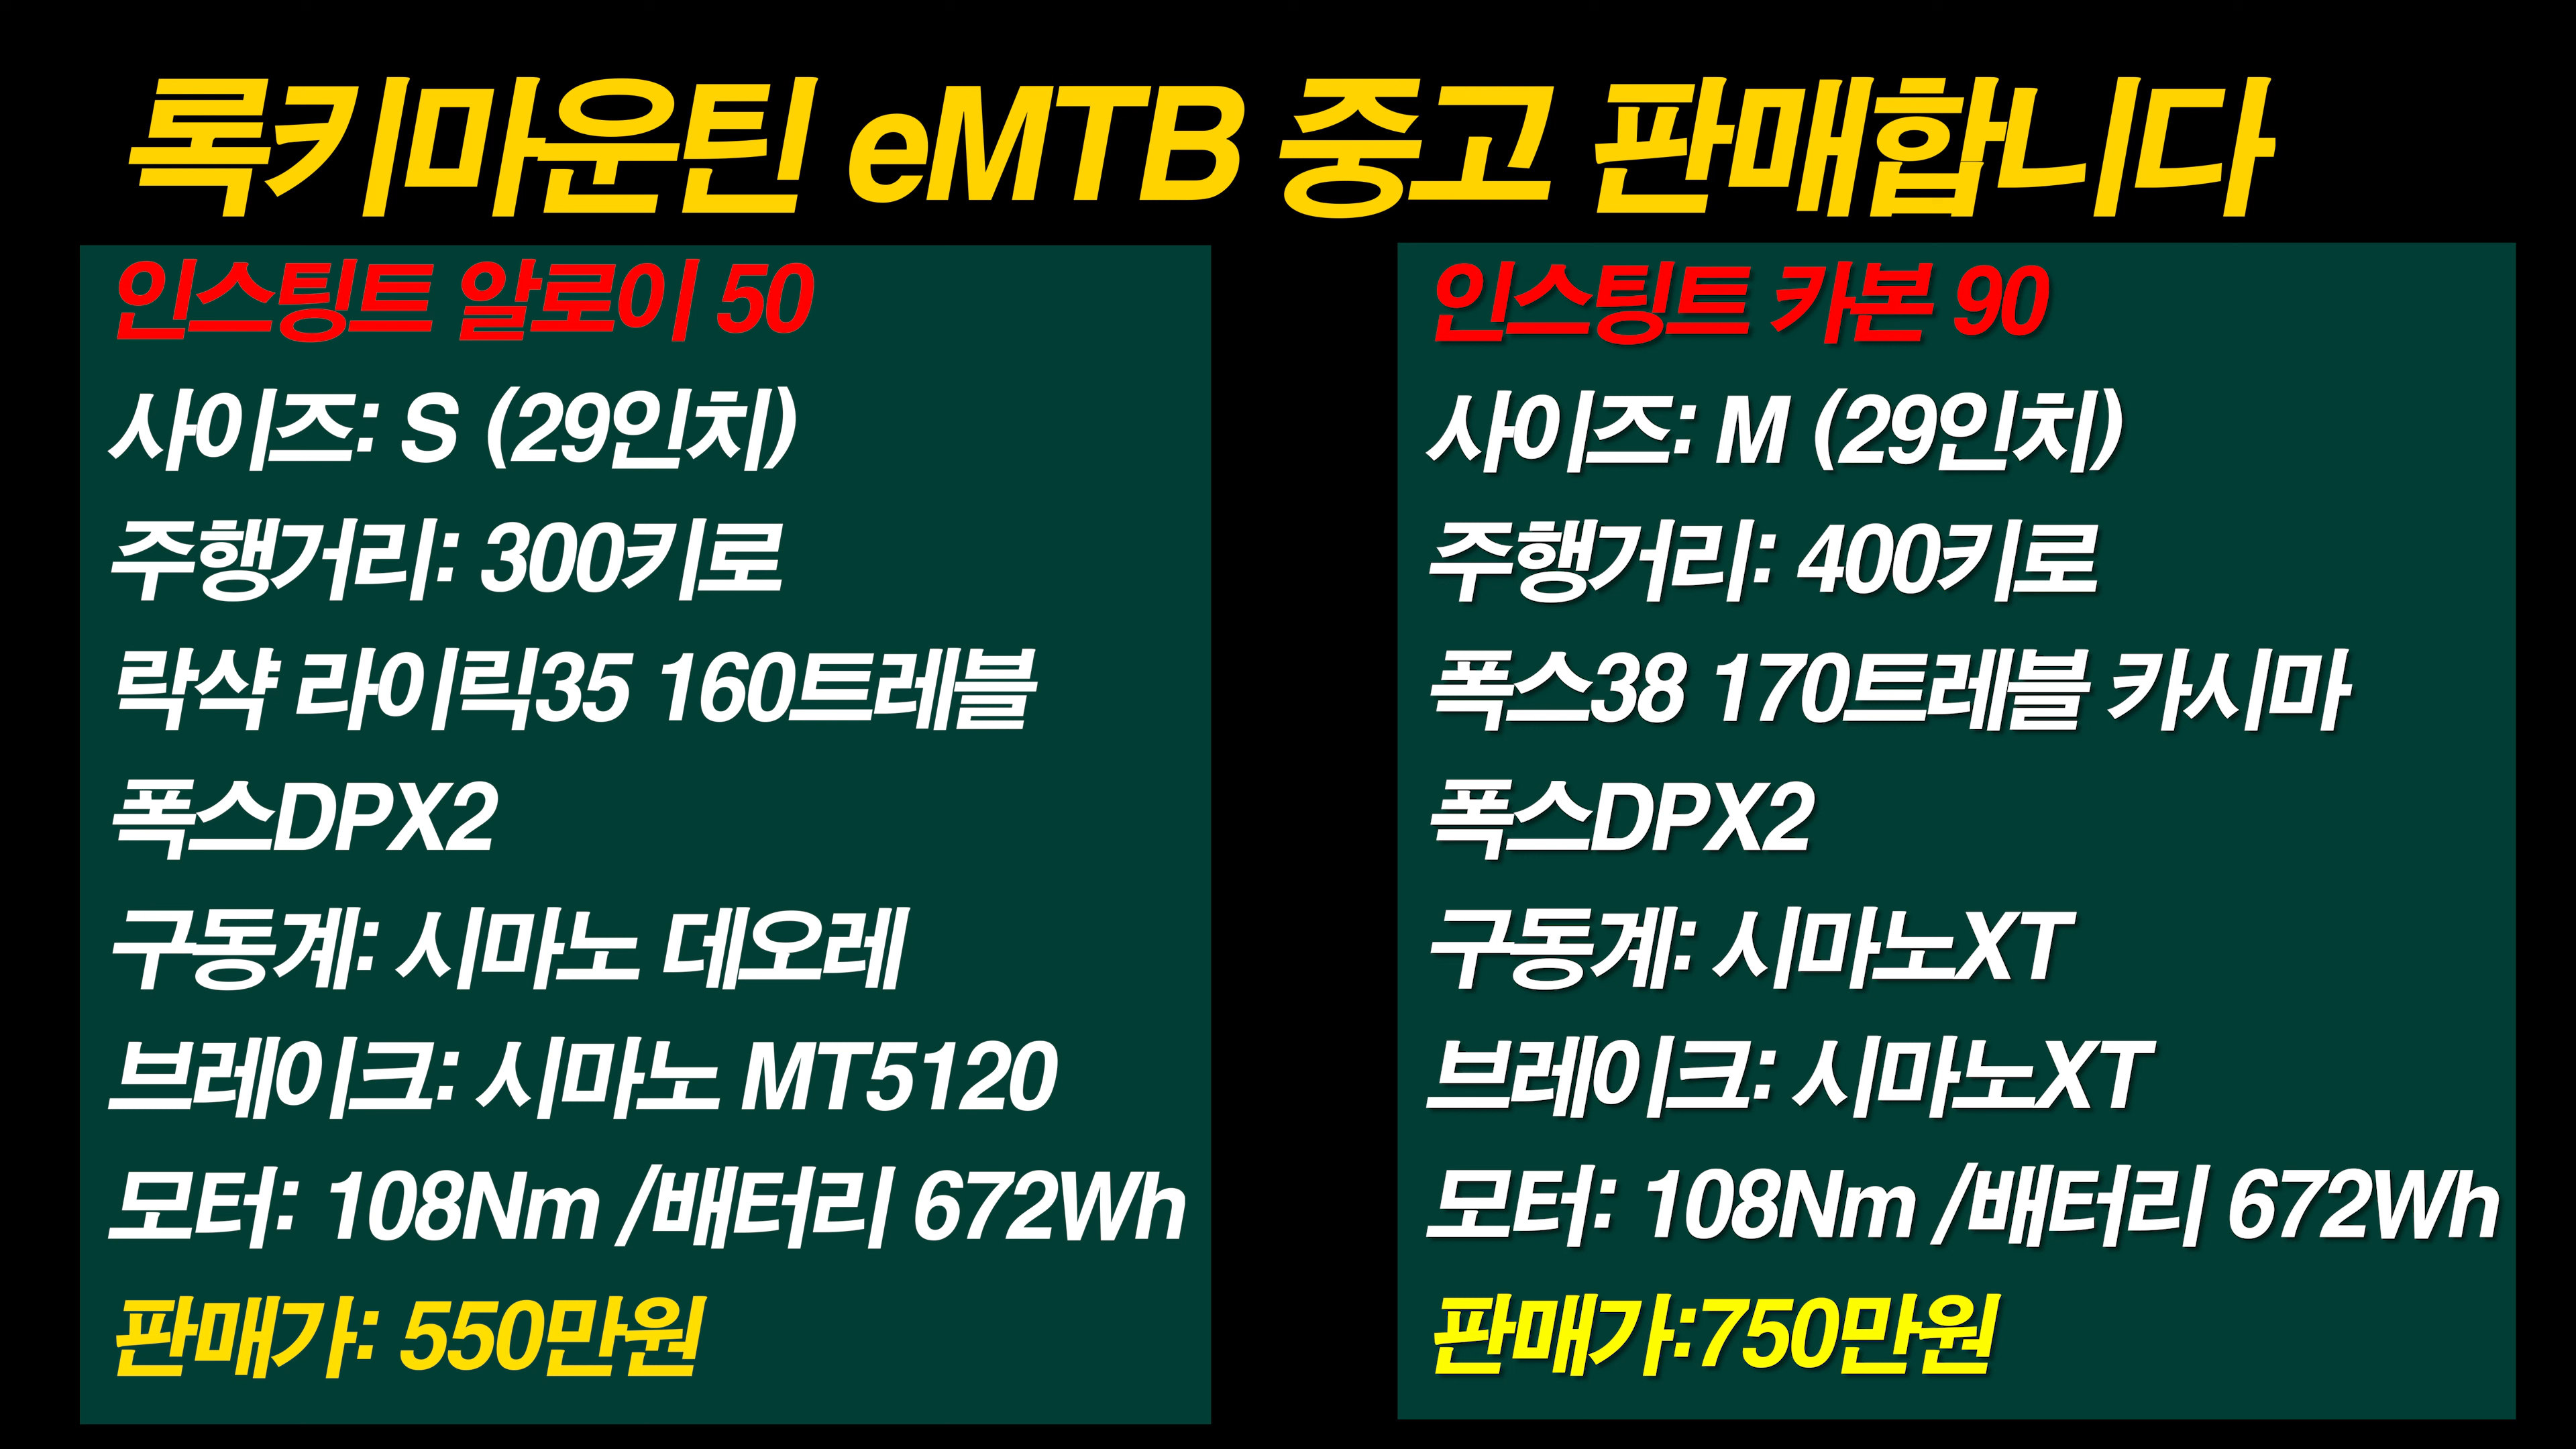 록키마운틴 eMTB 중고 판매합니다
인스팅트 알로이 50
사이즈: S (29인치)
주행거리: 300키로
락샥 라이릭35 160트레블
폭스DPX2
구동계: 시마노 데오레
브레이크: 시마노 MT5120
모터: 108Nm /배터리 672Wh
판매가: 550만원
인스팅트 카본 90
사이즈: M (29인치)
주행거리: 400키로
폭스38 170트레블 카시마
폭스DPX2
구동계: 시마노XT
브레이크: 시마노XT
모터: 108Nm /배터리 672Wh
판매가:750만원